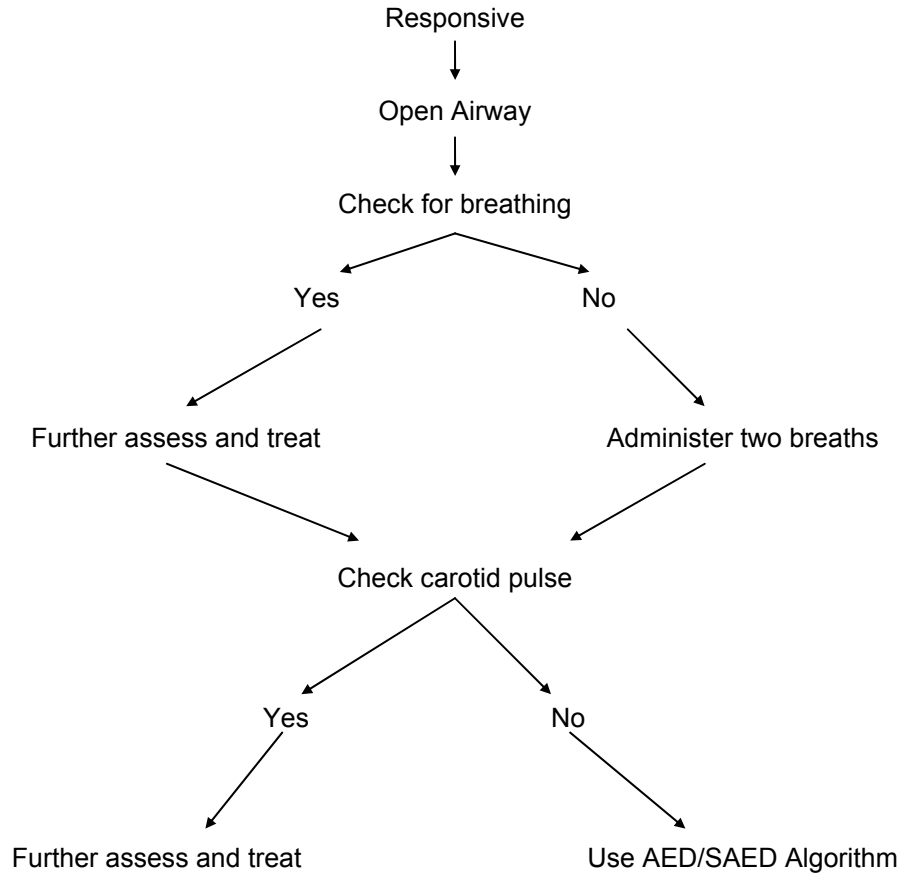 Responsive
Open Airway
Check for breathing
Yes
No
Further assess and treat
Administer two breaths
Check carotid pulse
Yes
No
Further assess and treat
Use AED/SAED Algorithm